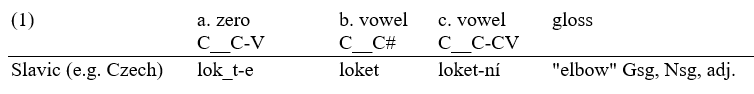 (1) a. zero b. vowel c. vowel gloss
C__C-V C__C# C__C-CV
Slavic (e.g. Czech) lok_t-e loket loket-ní "elbow" Gsg, Nsg, adj.